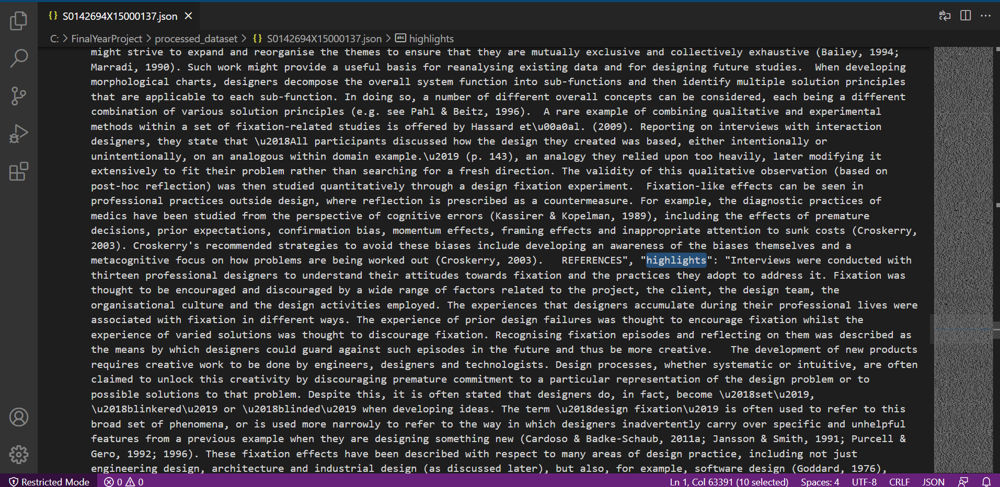 {} S0142694X15000137.json ×
C: > FinalYearProject > processed_dataset > {} S0142694X15000137.json > abc highlights
might strive to expand and reorganise the themes to ensure that they are mutually exclusive and collectively exhaustive (Bailey, 1994;
Marradi, 1990). Such work might provide a useful basis for reanalysing existing data and for designing future studies.  When developing
morphological charts, designers decompose the overall system function into sub-functions and then identify multiple solution principles
that are applicable to each sub-function. In doing so, a number of different overall concepts can be considered, each being a different
combination of various solution principles (e.g. see Pahl & Beitz, 1996).  A rare example of combining qualitative and experimental
methods within a set of fixation-related studies is offered by Hassard et\u00a0al. (2009). Reporting on interviews with interaction
designers, they state that \u2018All participants discussed how the design they created was based, either intentionally or
unintentionally, on an analogous within domain example.\u2019 (p. 143), an analogy they relied upon too heavily, later modifying it
extensively to fit their problem rather than searching for a fresh direction. The validity of this qualitative observation (based on
post-hoc reflection) was then studied quantitatively through a design fixation experiment.  Fixation-like effects can be seen in
professional practices outside design, where reflection is prescribed as a countermeasure. For example, the diagnostic practices of
medics have been studied from the perspective of cognitive errors (Kassirer & Kopelman, 1989), including the effects of premature
decisions, prior expectations, confirmation bias, momentum effects, framing effects and inappropriate attention to sunk costs (Croskerry,
2003). Croskerry's recommended strategies to avoid these biases include developing an awareness of the biases themselves and a
metacognitive focus on how problems are being worked out (Croskerry, 2003).   REFERENCES", "highlights": "Interviews were conducted with
thirteen professional designers to understand their attitudes towards fixation and the practices they adopt to address it. Fixation was
thought to be encouraged and discouraged by a wide range of factors related to the project, the client, the design team, the
organisational culture and the design activities employed. The experiences that designers accumulate during their professional lives were
associated with fixation in different ways. The experience of prior design failures was thought to encourage fixation whilst the
experience of varied solutions was thought to discourage fixation. Recognising fixation episodes and reflecting on them was described as
the means by which designers could guard against such episodes in the future and thus be more creative.   The development of new products
requires creative work to be done by engineers, designers and technologists. Design processes, whether systematic or intuitive, are often
claimed to unlock this creativity by discouraging premature commitment to a particular representation of the design problem or to
possible solutions to that problem. Despite this, it is often stated that designers do, in fact, become \u2018set\u2019,
\u2018blinkered\u2019 or \u2018blinded\u2019 when developing ideas. The term \u2018design fixation\u2019 is often used to refer to this
broad set of phenomena, or is used more narrowly to refer to the way in which designers inadvertently carry over specific and unhelpful
features from a previous example when they are designing something new (Cardoso & Badke-Schaub, 2011a; Jansson & Smith, 1991; Purcell &
Gero, 1992; 1996). These fixation effects have been described with respect to many areas of design practice, including not just
engineering design, architecture and industrial design (as discussed later), but also, for example, software design (Goddard, 1976),
Restricted Mode 0 0 Ln 1, Col 63391 (10 selected) Spaces: 4 UTF-8 CRLF JSON